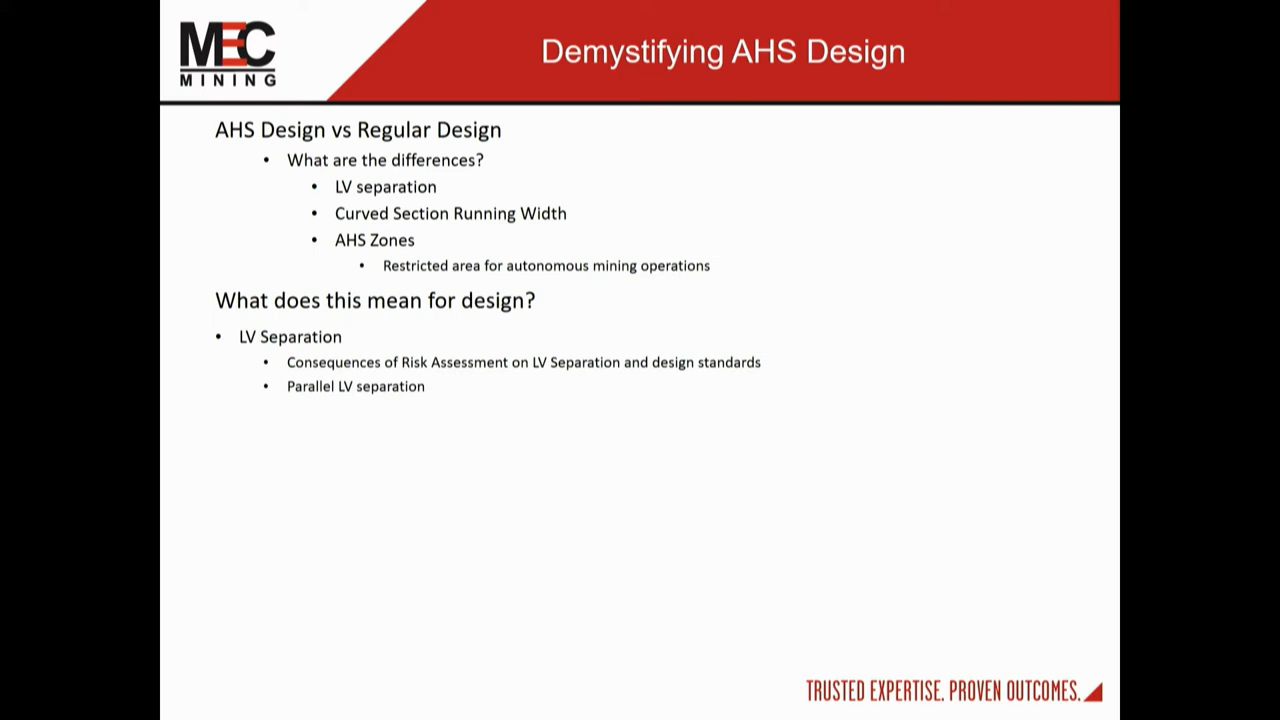 MEC
MINING
Demystifying AHS Design
AHS Design vs Regular Design
• What are the differences?
• LV separation
• Curved Section Running Width
• AHS Zones
• Restricted area for autonomous mining operations
What does this mean for design?
• LV Separation
• Consequences of Risk Assessment on LV Separation and design standards
• Parallel LV separation
TRUSTED EXPERTISE. PROVEN OUTCOMES.